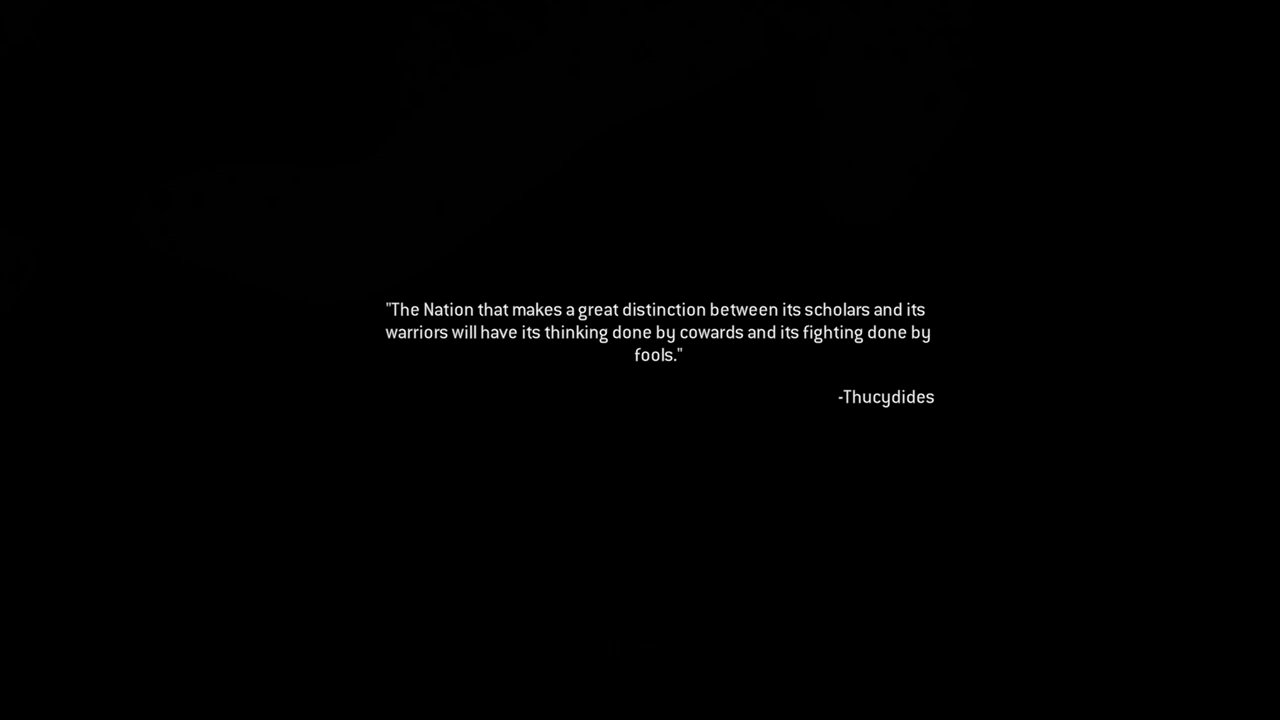 "The Nation that makes a great distinction between its scholars and its
warriors will have its thinking done by cowards and its fighting done by
fools."
-Thucydides